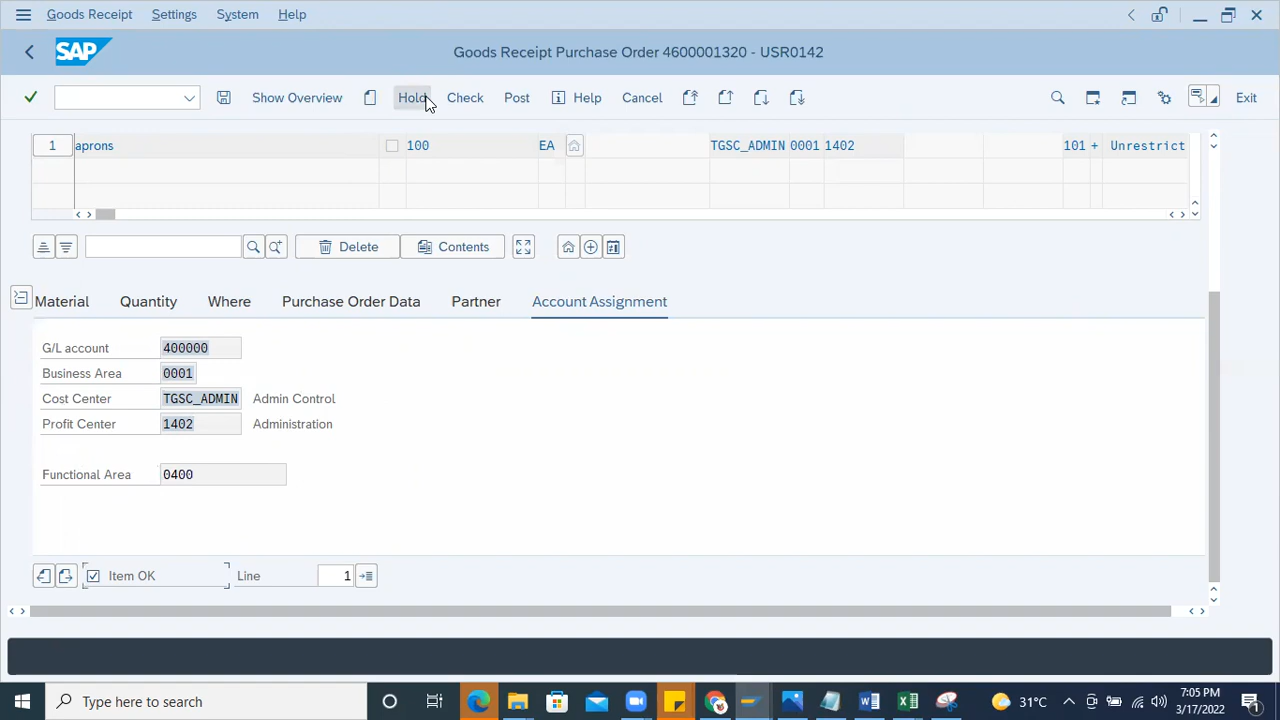 Goods Receipt Settings System Help
SAP Goods Receipt Purchase Order 4600001320 - USR0142
Show Overview Hold Check Post Help Cancel Exit
1 aprons 100 EA TGSC_ADMIN 0001 1402 101 + Unrestrict
Delete Contents
Material Quantity Where Purchase Order Data Partner Account Assignment
G/L account 400000
Business Area 0001
Cost Center TGSC_ADMIN Admin Control
Profit Center 1402 Administration
Functional Area 0400
Item OK Line 1
Type here to search 31°C 7:05 PM
3/17/2022 1